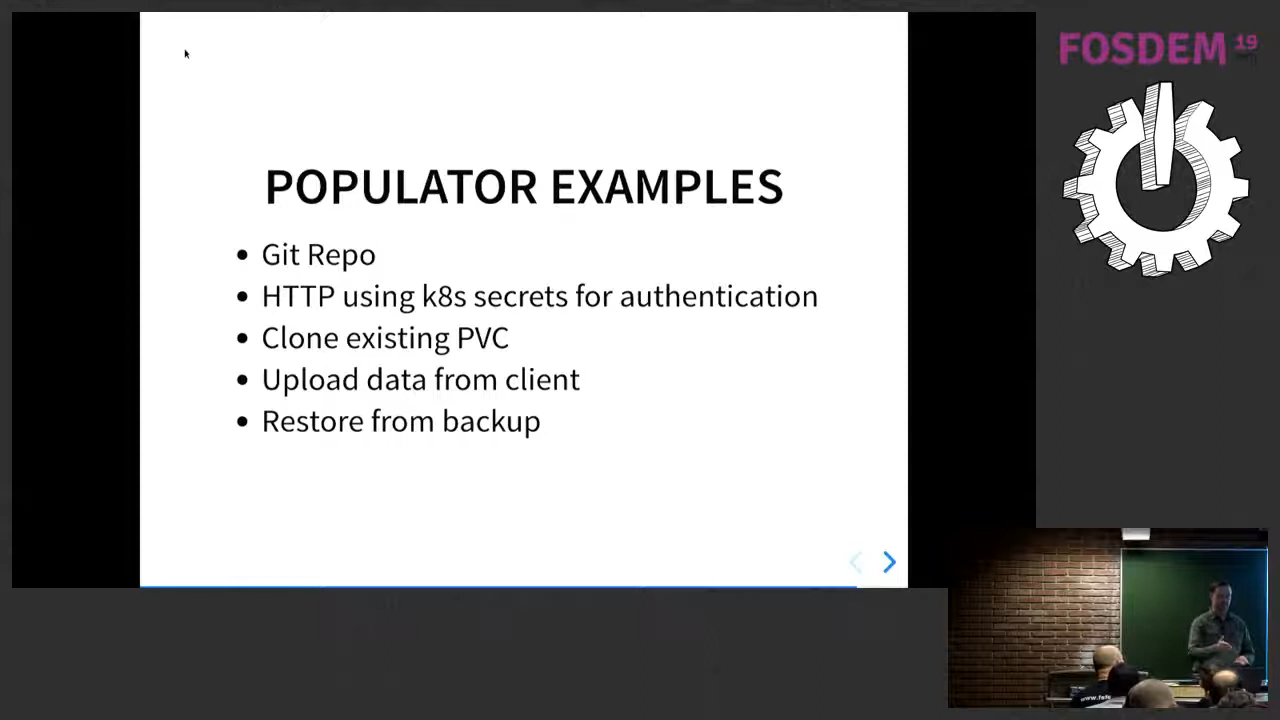 FOSDEM 19
POPULATOR EXAMPLES
Git Repo
HTTP using k8s secrets for authentication
Clone existing PVC
Upload data from client
Restore from backup